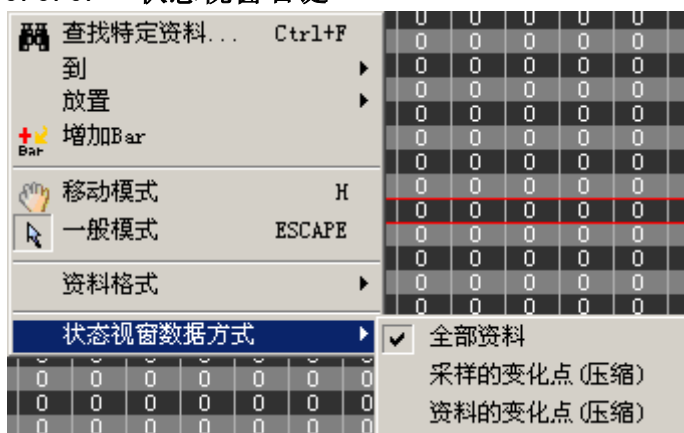 查找特定资料... Ctrl+F
到
放置
增加Bar
移动模式 H
一般模式 ESCAPE
资料格式
状态视窗数据方式
全部资料
采样的变化点(压缩)
资料的变化点(压缩)